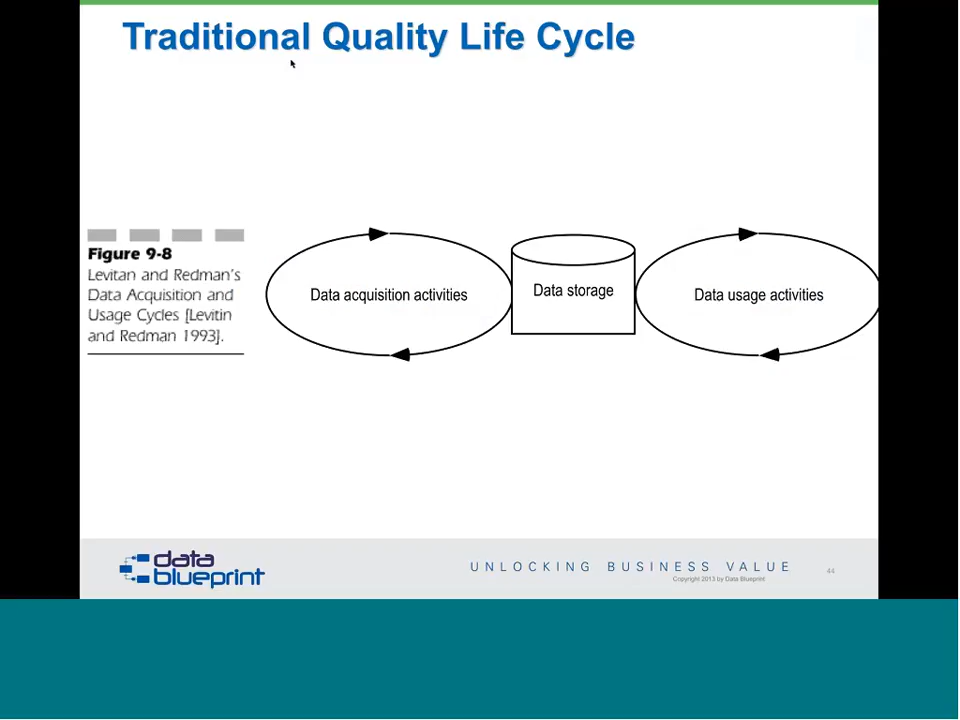 Traditional Quality Life Cycle
Figure 9-8
Levitan and Redman's
Data Acquisition and
Usage Cycles [Levitin
and Redman 1993].
Data acquisition activities
Data storage
Data usage activities
data
blueprint
UNLOCKING BUSINESS VALUE
Copyright 2013 by Data Blueprint
44